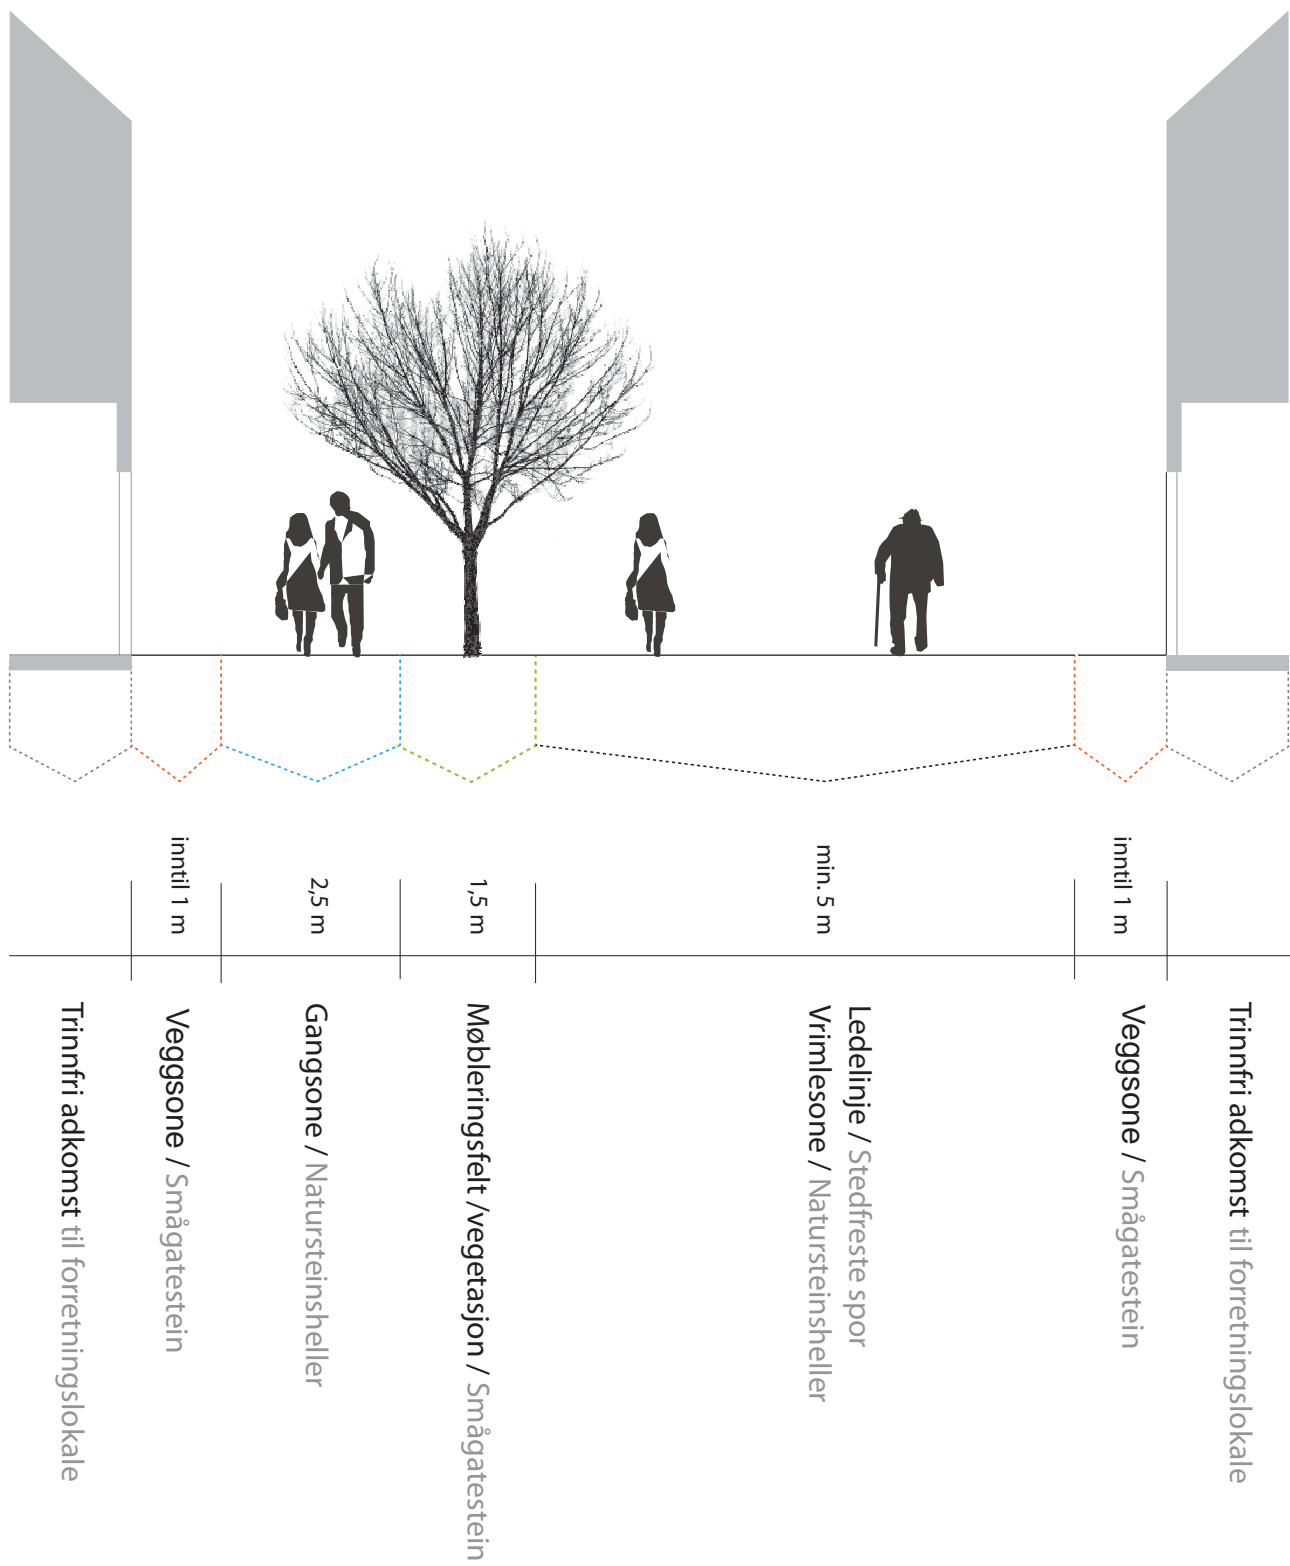 inntil 1 m
2,5 m
1,5 m
min. 5 m
inntil 1 m
Trinnfri adkomst til forretningslokale
Veggsone / Smågatestein
Gangsone / Natursteinsheller
Møbleringsfelt /vegetasjon / Smågatestein
Ledelinje / Stedfreste spor
Vrimlesone / Natursteinsheller
Veggsone / Smågatestein
Trinnfri adkomst til forretningslokale